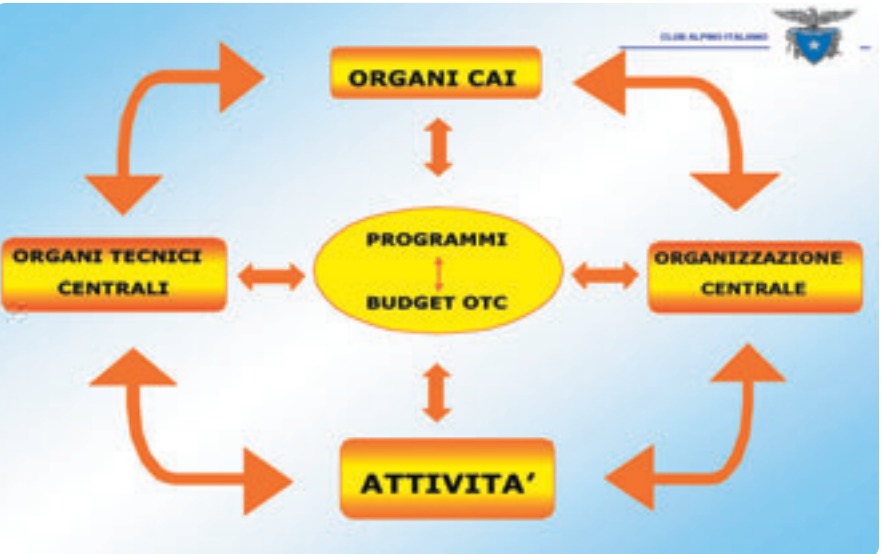 CLUB ALPINO ITALIANO
ORGANI CAI
PROGRAMMI
ORGANI TECNICI
CENTRALI
ORGANIZZAZIONE
CENTRALE
BUDGET OTC
ATTIVITA’